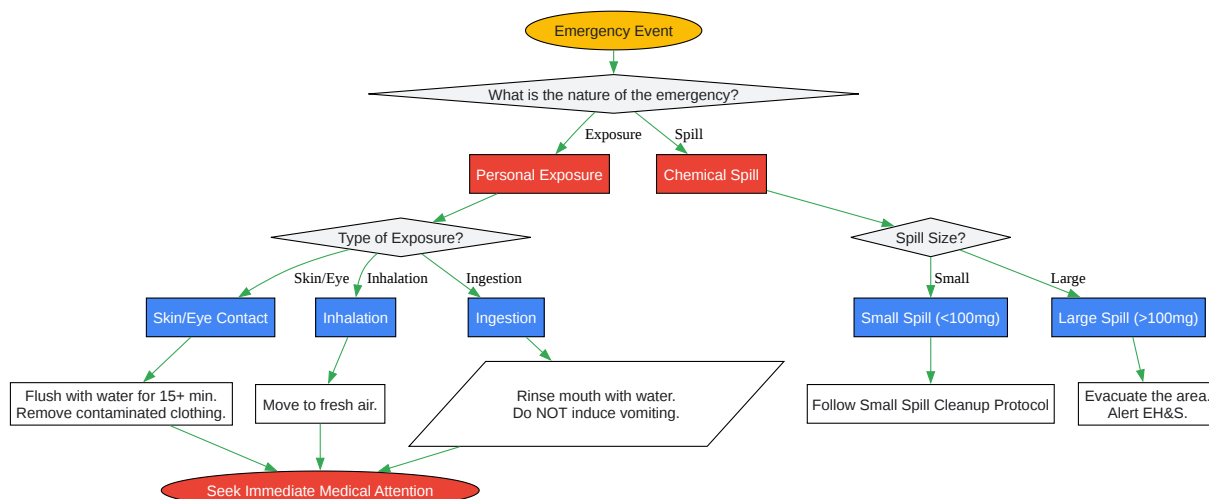 Emergency Event
What is the nature of the emergency?
Exposure
Spill
Personal Exposure
Chemical Spill
Type of Exposure?
Spill Size?
Skin/Eye
Inhalation
Ingestion
Small
Large
Skin/Eye Contact
Inhalation
Ingestion
Small Spill (<100mg)
Large Spill (>100mg)
Flush with water for 15+ min.
Remove contaminated clothing.
Move to fresh air.
Rinse mouth with water.
Do NOT induce vomiting.
Follow Small Spill Cleanup Protocol
Evacuate the area.
Alert EH&S.
Seek Immediate Medical Attention